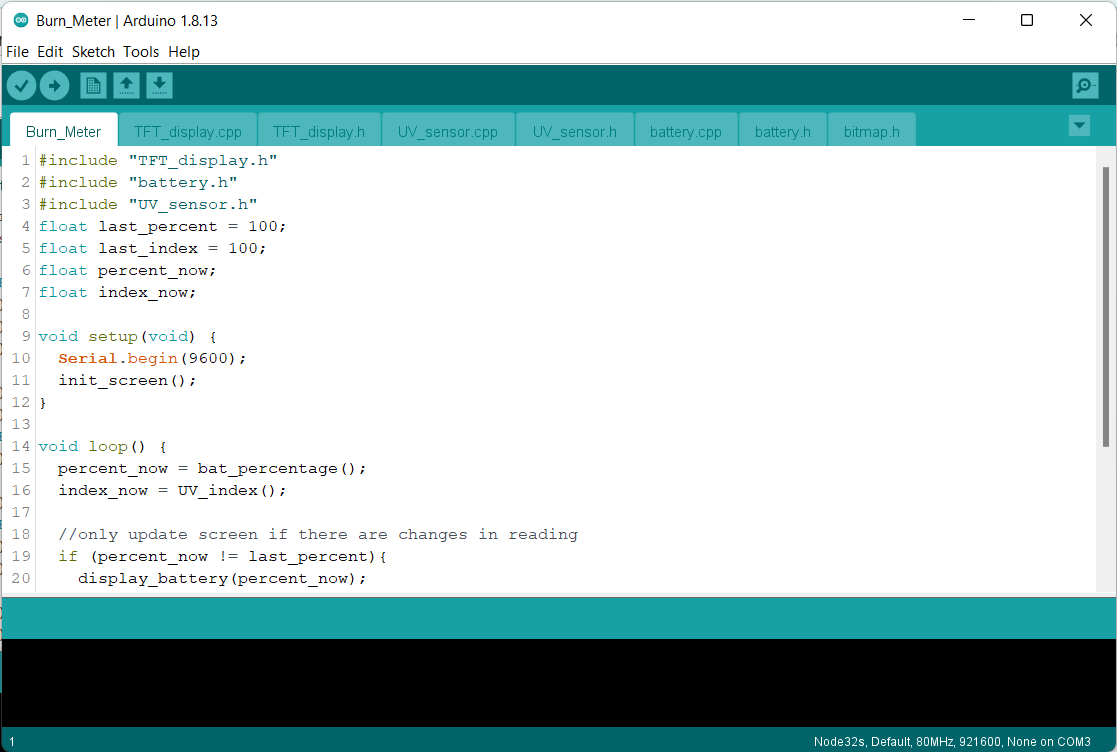 Burn_Meter | Arduino 1.8.13
File Edit Sketch Tools Help
Burn_Meter TFT_display.cpp TFT_display.h UV_sensor.cpp UV_sensor.h battery.cpp battery.h bitmap.h
1 #include "TFT_display.h"
2 #include "battery.h"
3 #include "UV_sensor.h"
4 float last_percent = 100;
5 float last_index = 100;
6 float percent_now;
7 float index_now;
8
9 void setup(void) {
10   Serial.begin(9600);
11   init_screen();
12 }
13
14 void loop() {
15   percent_now = bat_percentage();
16   index_now = UV_index();
17
18   //only update screen if there are changes in reading
19   if (percent_now != last_percent){
20     display_battery(percent_now);
1 Node32s, Default, 80MHz, 921600, None on COM3